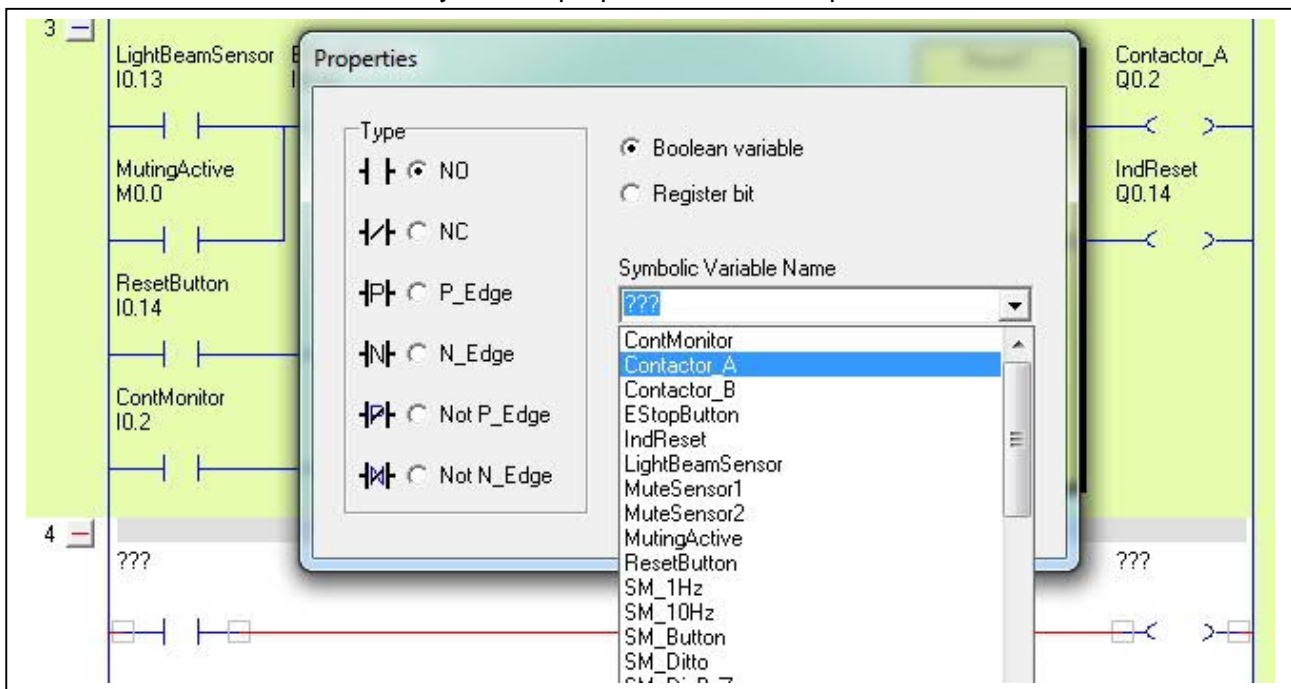 3
LightBeamSensor
I0.13
MutingActive
M0.0
ResetButton
I0.14
ContMonitor
I0.2
4
???
Properties
Type
NO
NC
P_Edge
N_Edge
Not P_Edge
Not N_Edge
Boolean variable
Register bit
Symbolic Variable Name
???
ContMonitor
Contactor_A
Contactor_B
EStopButton
IndReset
LightBeamSensor
MuteSensor1
MuteSensor2
MutingActive
ResetButton
SM_1Hz
SM_10Hz
SM_Button
SM_Ditto
Contactor_A
Q0.2
IndReset
Q0.14
???